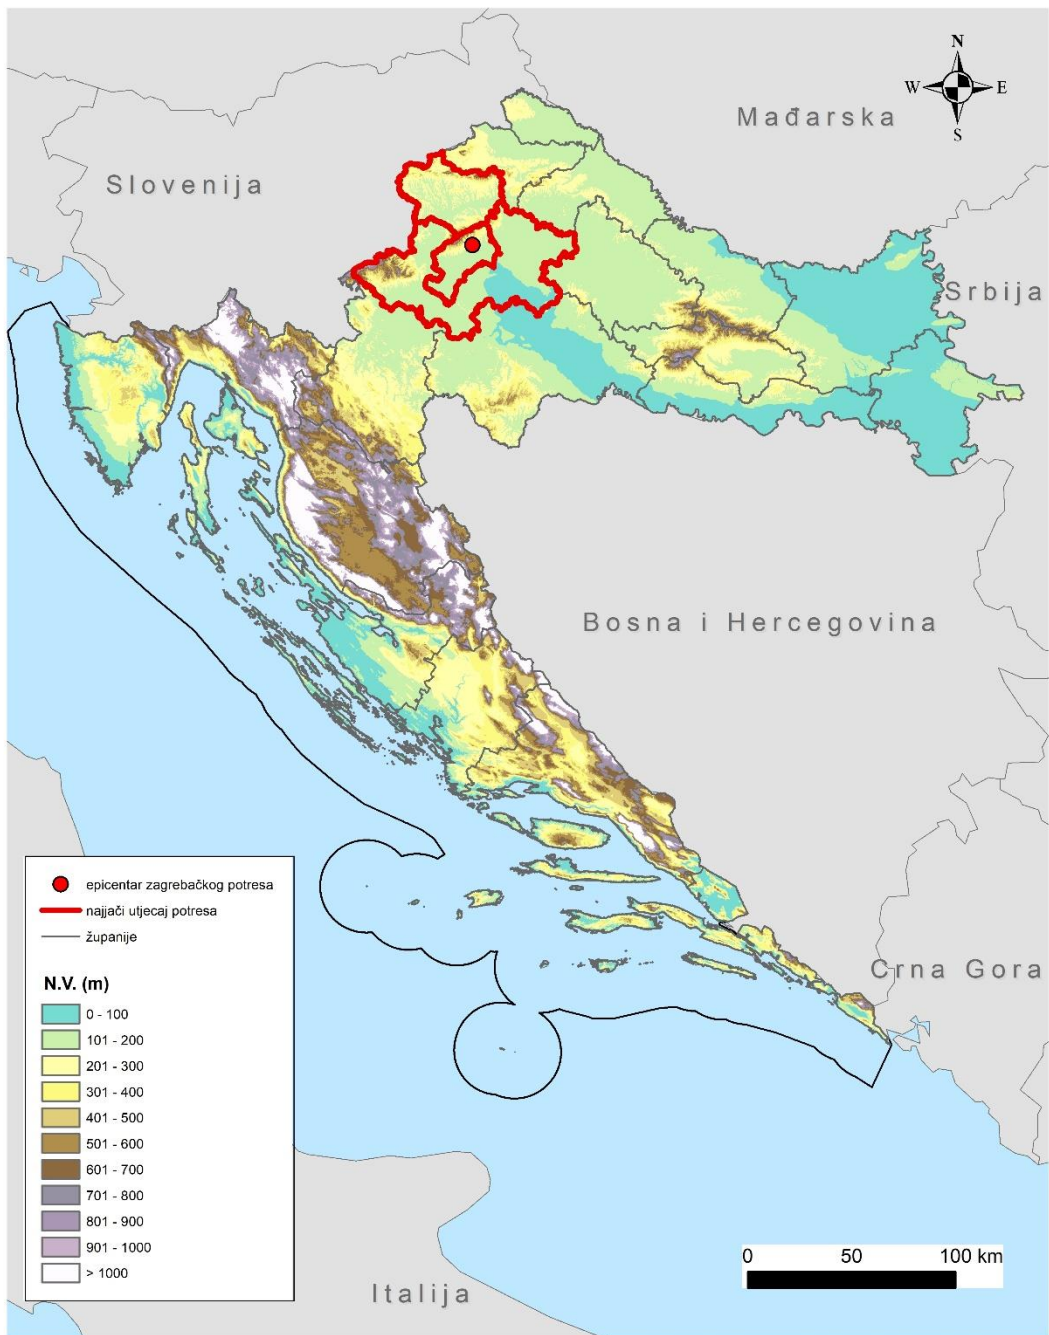 N
W E
S
Mađarska
Slovenija
Srbija
Bosna i Hercegovina
Crna Gora
Italija
epicentar zagrebačkog potresa
najjači utjecaj potresa
županije
N.V. (m)
0 - 100
101 - 200
201 - 300
301 - 400
401 - 500
501 - 600
601 - 700
701 - 800
801 - 900
901 - 1000
> 1000
0 50 100 km